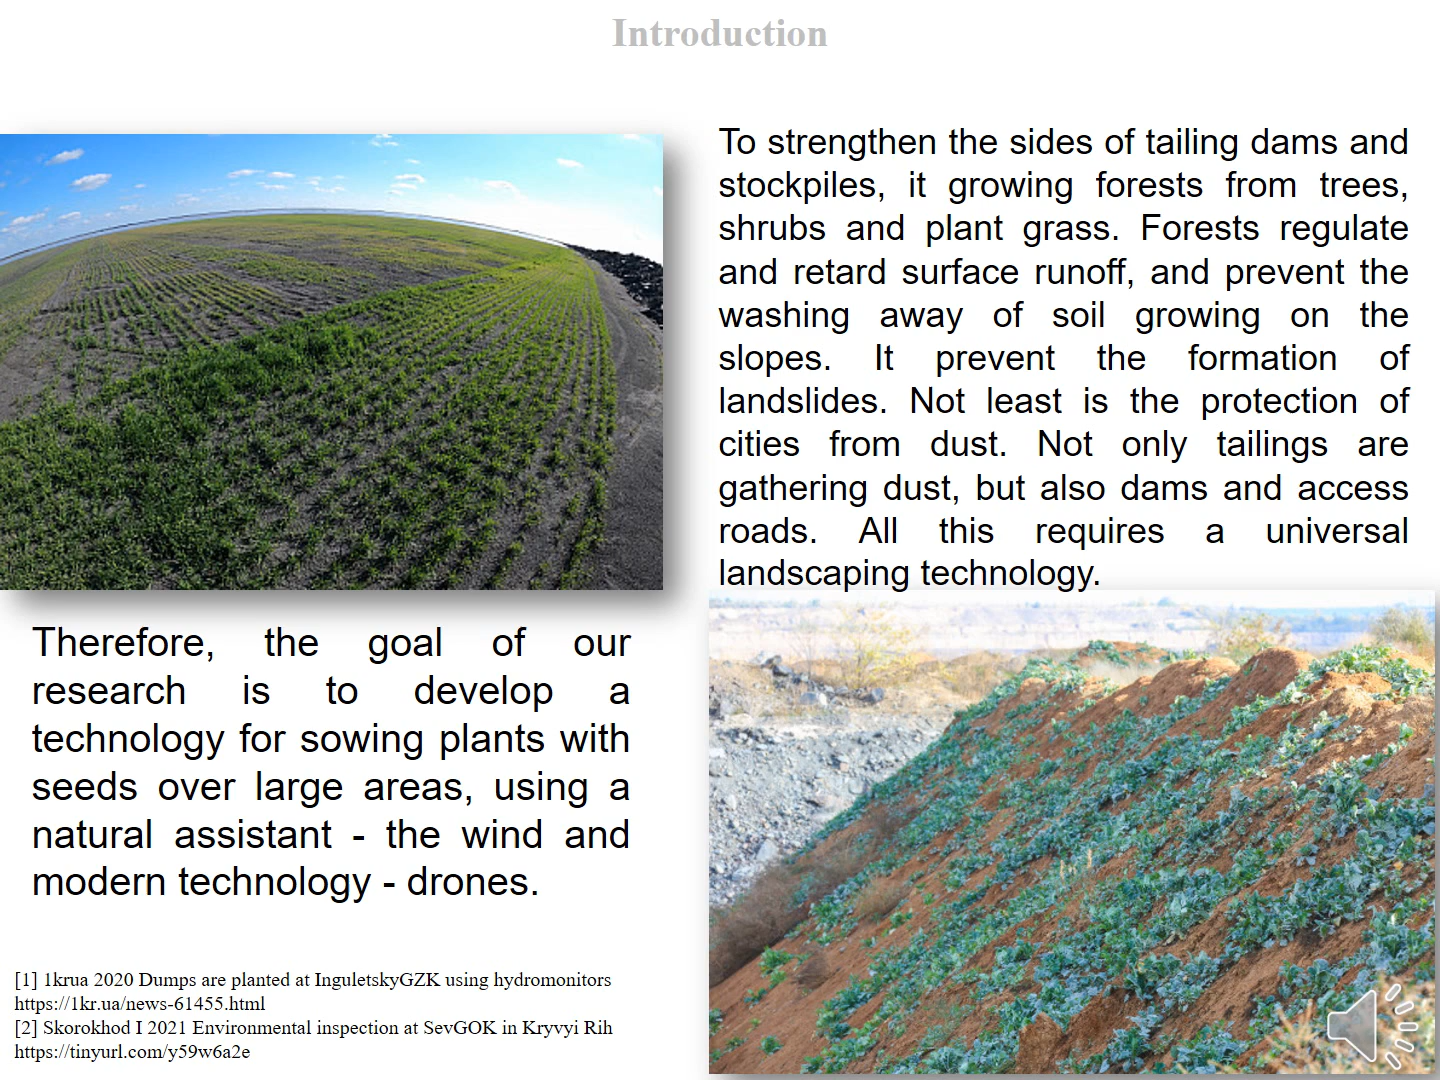 Introduction
To strengthen the sides of tailing dams and
stockpiles, it growing forests from trees,
shrubs and plant grass. Forests regulate
and retard surface runoff, and prevent the
washing away of soil growing on the
slopes. It prevent the formation of
landslides. Not least is the protection of
cities from dust. Not only tailings are
gathering dust, but also dams and access
roads. All this requires a universal
landscaping technology.
Therefore, the goal of our
research is to develop a
technology for sowing plants with
seeds over large areas, using a
natural assistant - the wind and
modern technology - drones.
[1] 1krua 2020 Dumps are planted at InguletskyGZK using hydromonitors
https://1kr.ua/news-61455.html
[2] Skorokhod I 2021 Environmental inspection at SevGOK in Kryvyi Rih
https://tinyurl.com/y59w6a2e